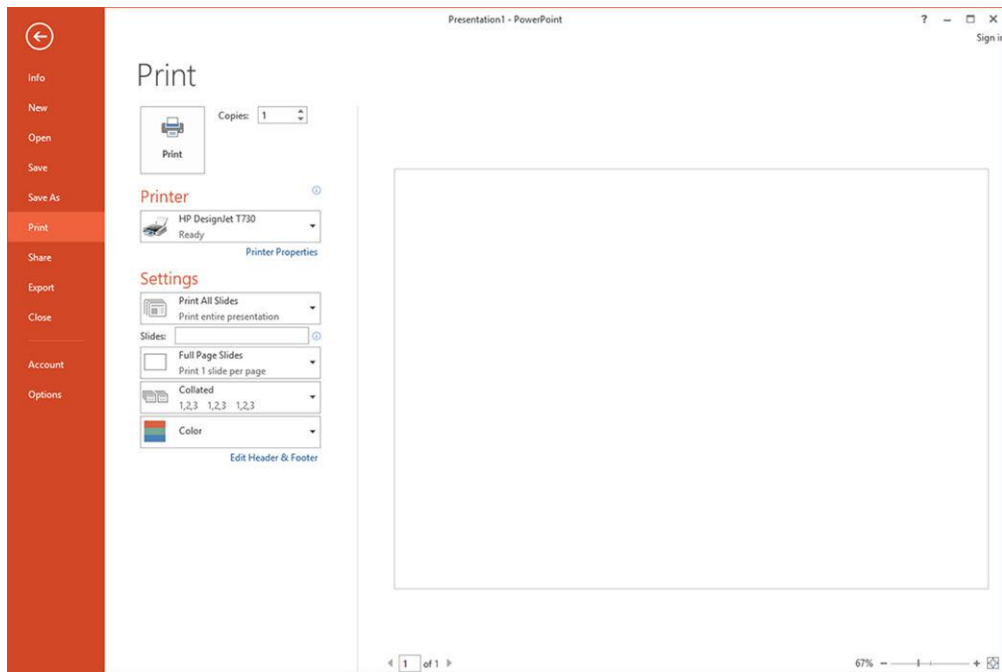 Presentation1 - PowerPoint
?
Sign in
Info
New
Open
Save
Save As
Print
Share
Export
Close
Account
Options
Print
Copies: 1
Print
Printer
HP DesignJet T730
Ready
Printer Properties
Settings
Print All Slides
Print entire presentation
Slides:
Full Page Slides
Print 1 slide per page
Collated
1,2,3 1,2,3 1,2,3
Color
Edit Header & Footer
1 of 1
67%